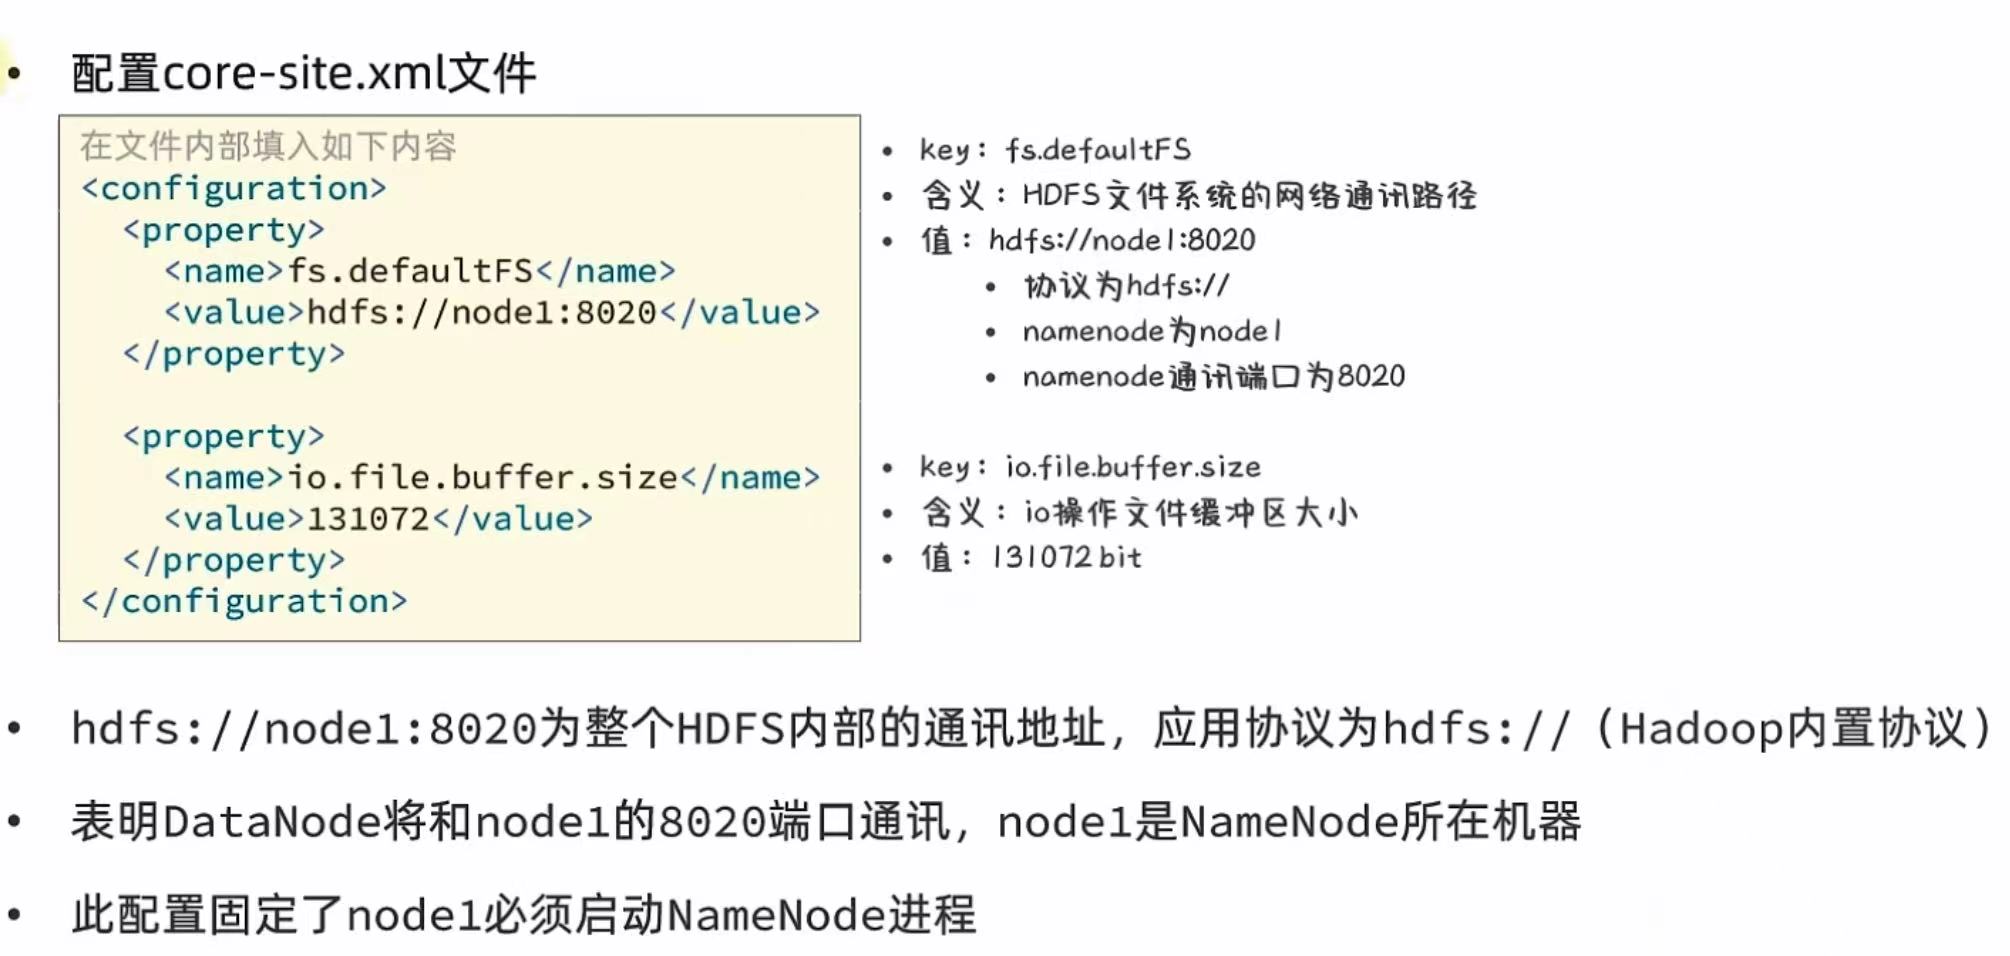 • 配置core-site.xml文件
在文件内部填入如下内容
<configuration>
  <property>
    <name>fs.defaultFS</name>
    <value>hdfs://node1:8020</value>
  </property>

  <property>
    <name>io.file.buffer.size</name>
    <value>131072</value>
  </property>
</configuration>
• key：fs.defaultFS
• 含义：HDFS文件系统的网络通讯路径
• 值：hdfs://node1:8020
• 协议为hdfs://
• namenode为node1
• namenode通讯端口为8020
• key：io.file.buffer.size
• 含义：io操作文件缓冲区大小
• 值：131072 bit
• hdfs://node1:8020为整个HDFS内部的通讯地址，应用协议为hdfs://（Hadoop内置协议）
• 表明DataNode将和node1的8020端口通讯，node1是NameNode所在机器
• 此配置固定了node1必须启动NameNode进程